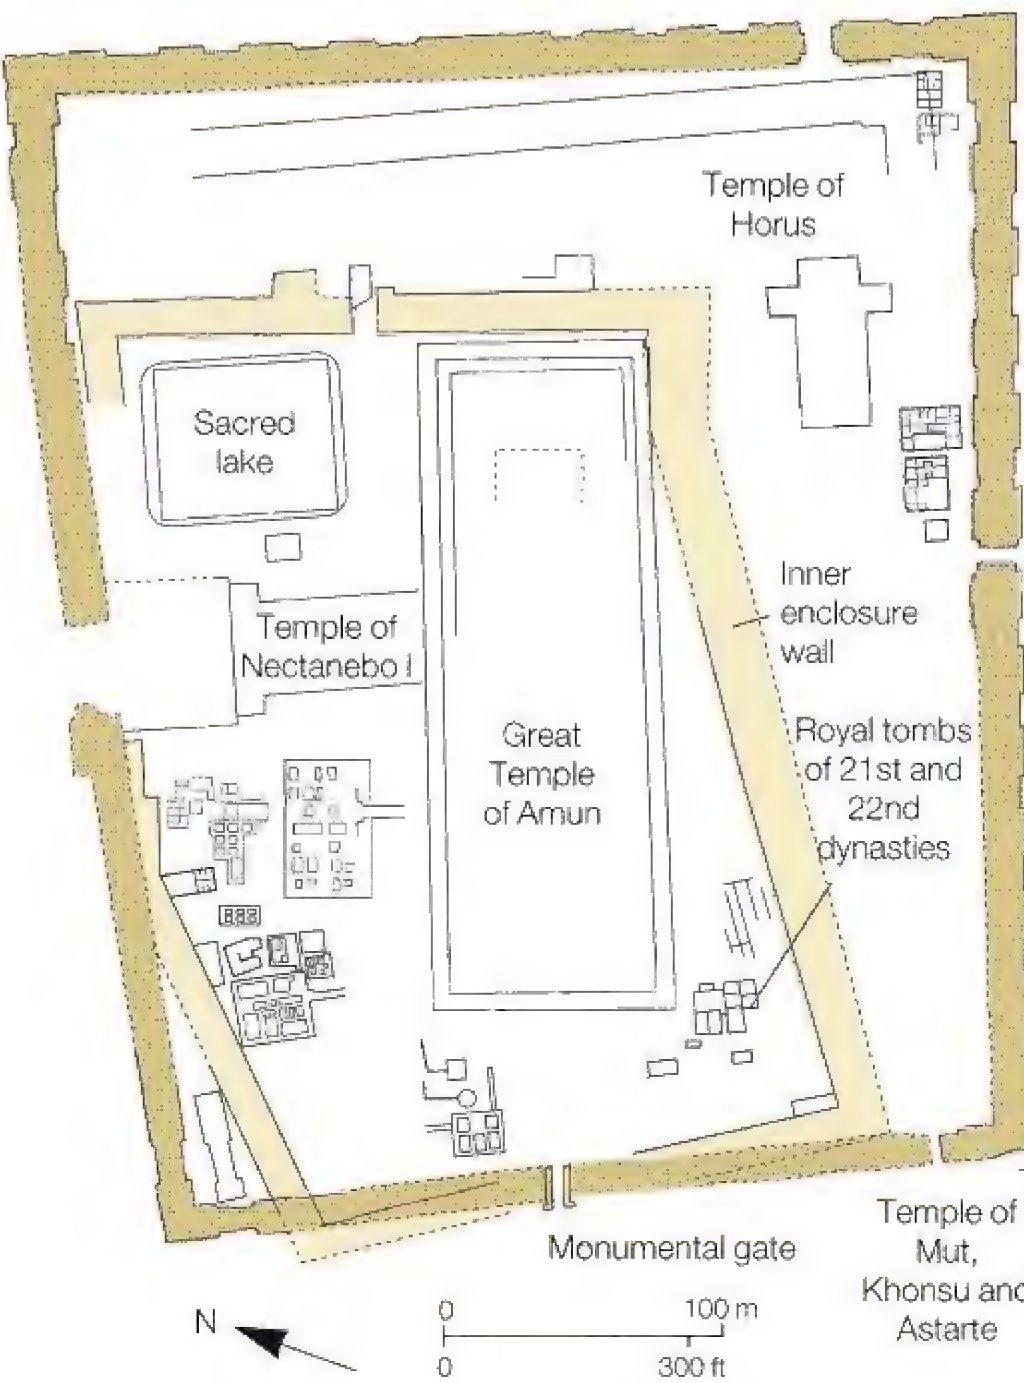 Temple of
Horus
Sacred
lake
Inner
enclosure
wall
Temple of
Nectanebo I
Great
Temple
of Amun
Royal tombs
of 21st and
22nd
dynasties
Monumental gate
Temple of
Mut,
Khonsu and
Astarte
N
0
100 m
0
300 ft